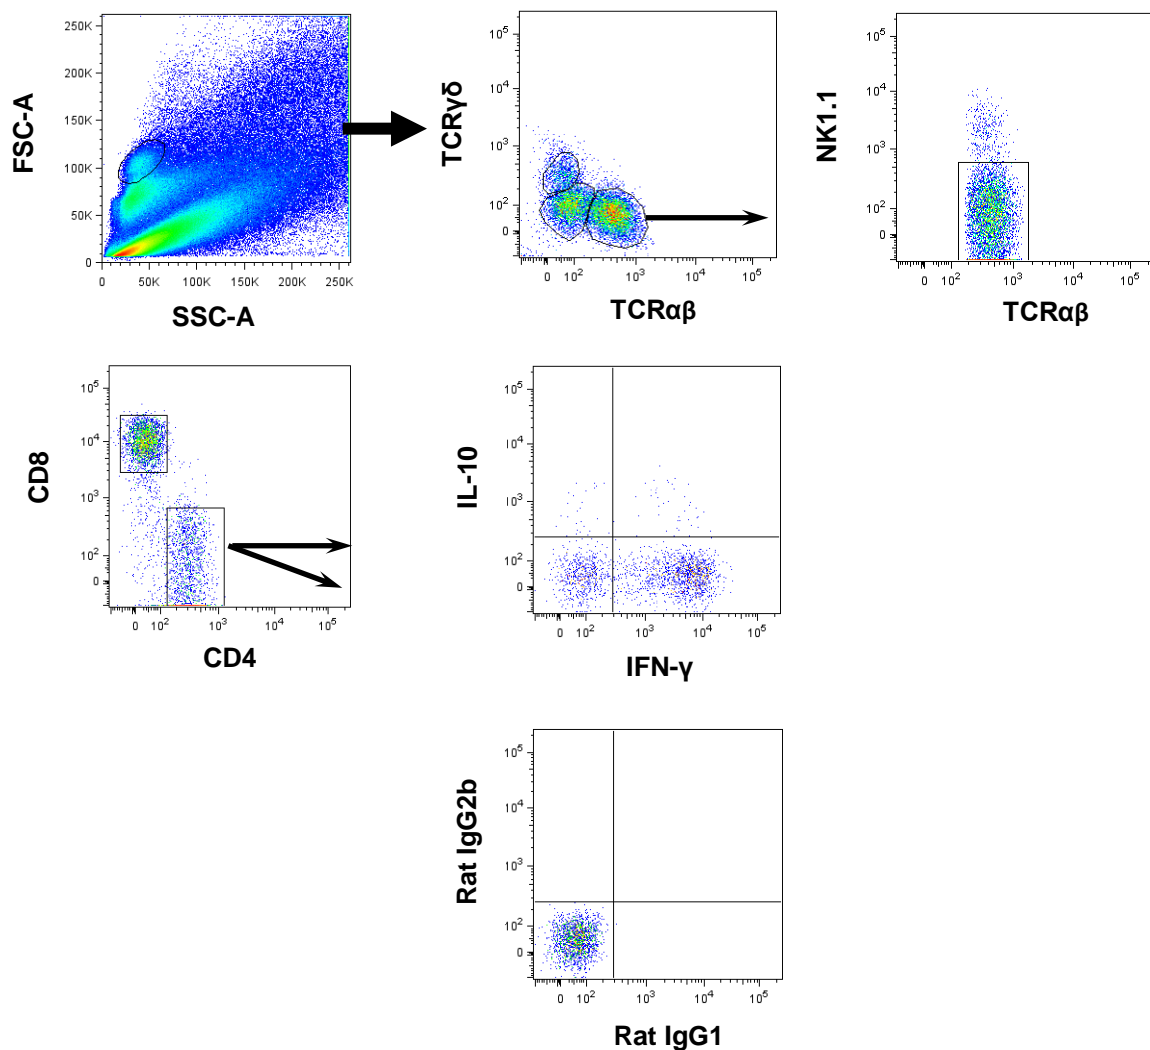 FSC-A
250K
200K
150K
100K
50K
0
0 50K 100K 150K 200K 250K
SSC-A
TCRγδ
10⁵
10⁴
10³
10²
0
0 10² 10³ 10⁴ 10⁵
TCRαβ
NK1.1
10⁵
10⁴
10³
10²
0
0 10² 10³ 10⁴ 10⁵
TCRαβ
CD8
10⁵
10⁴
10³
10²
0
0 10² 10³ 10⁴ 10⁵
CD4
IL-10
10⁵
10⁴
10³
10²
0
0 10² 10³ 10⁴ 10⁵
IFN-γ
Rat IgG2b
10⁵
10⁴
10³
10²
0
0 10² 10³ 10⁴ 10⁵
Rat IgG1